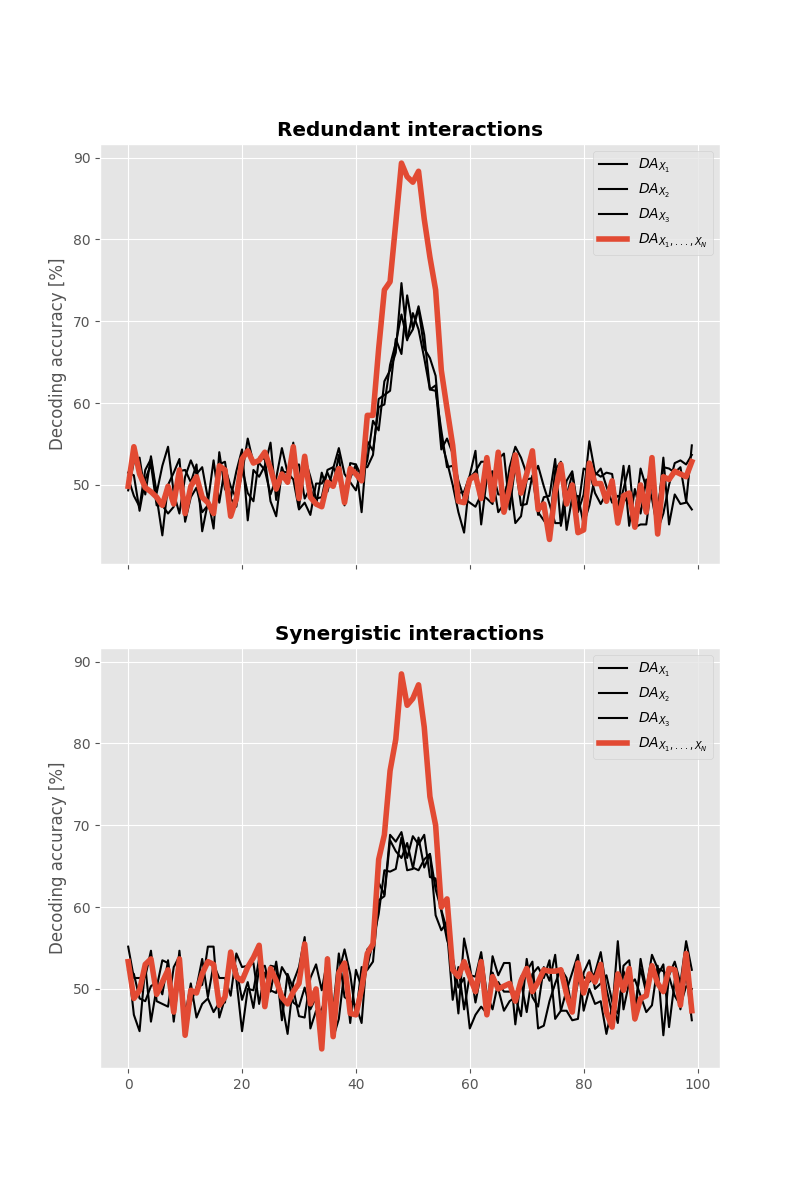 Redundant interactions
90
80
70
60
50
Decoding accuracy [%]
DA_{X_1}
DA_{X_2}
DA_{X_3}
DA_{X_1,...,X_N}
Synergistic interactions
90
80
70
60
50
Decoding accuracy [%]
DA_{X_1}
DA_{X_2}
DA_{X_3}
DA_{X_1,...,X_N}
0 20 40 60 80 100